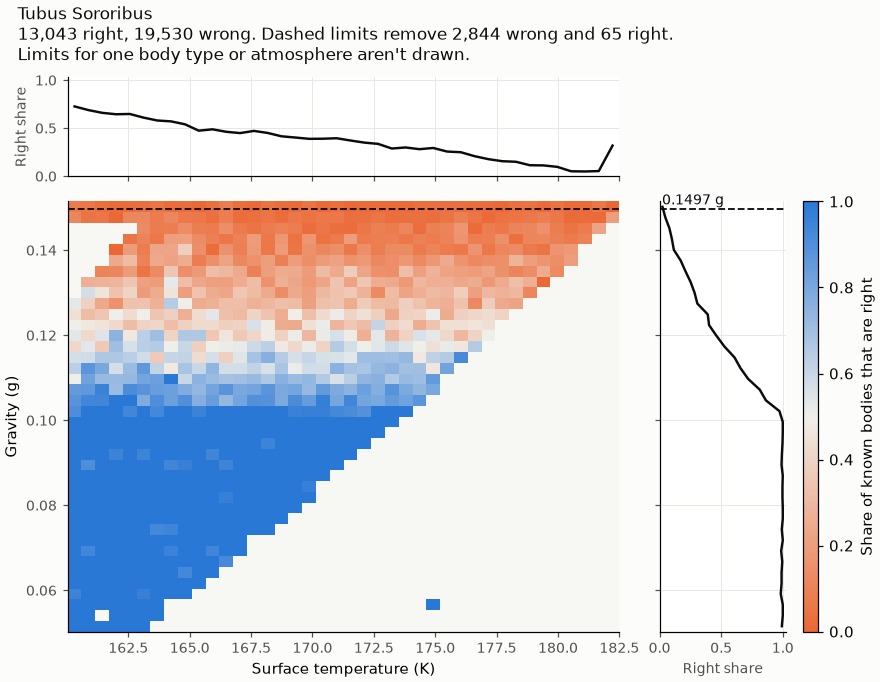 Tubus Sororibus
13,043 right, 19,530 wrong. Dashed limits remove 2,844 wrong and 65 right.
Limits for one body type or atmosphere aren't drawn.
1.0
0.5
0.0
Right share
0.1497 g
0.14
0.12
0.10
0.08
0.06
Gravity (g)
162.5
165.0
167.5
170.0
172.5
175.0
177.5
180.0
182.5
Surface temperature (K)
0.0
0.5
1.0
Right share
1.0
0.8
0.6
0.4
0.2
0.0
Share of known bodies that are right